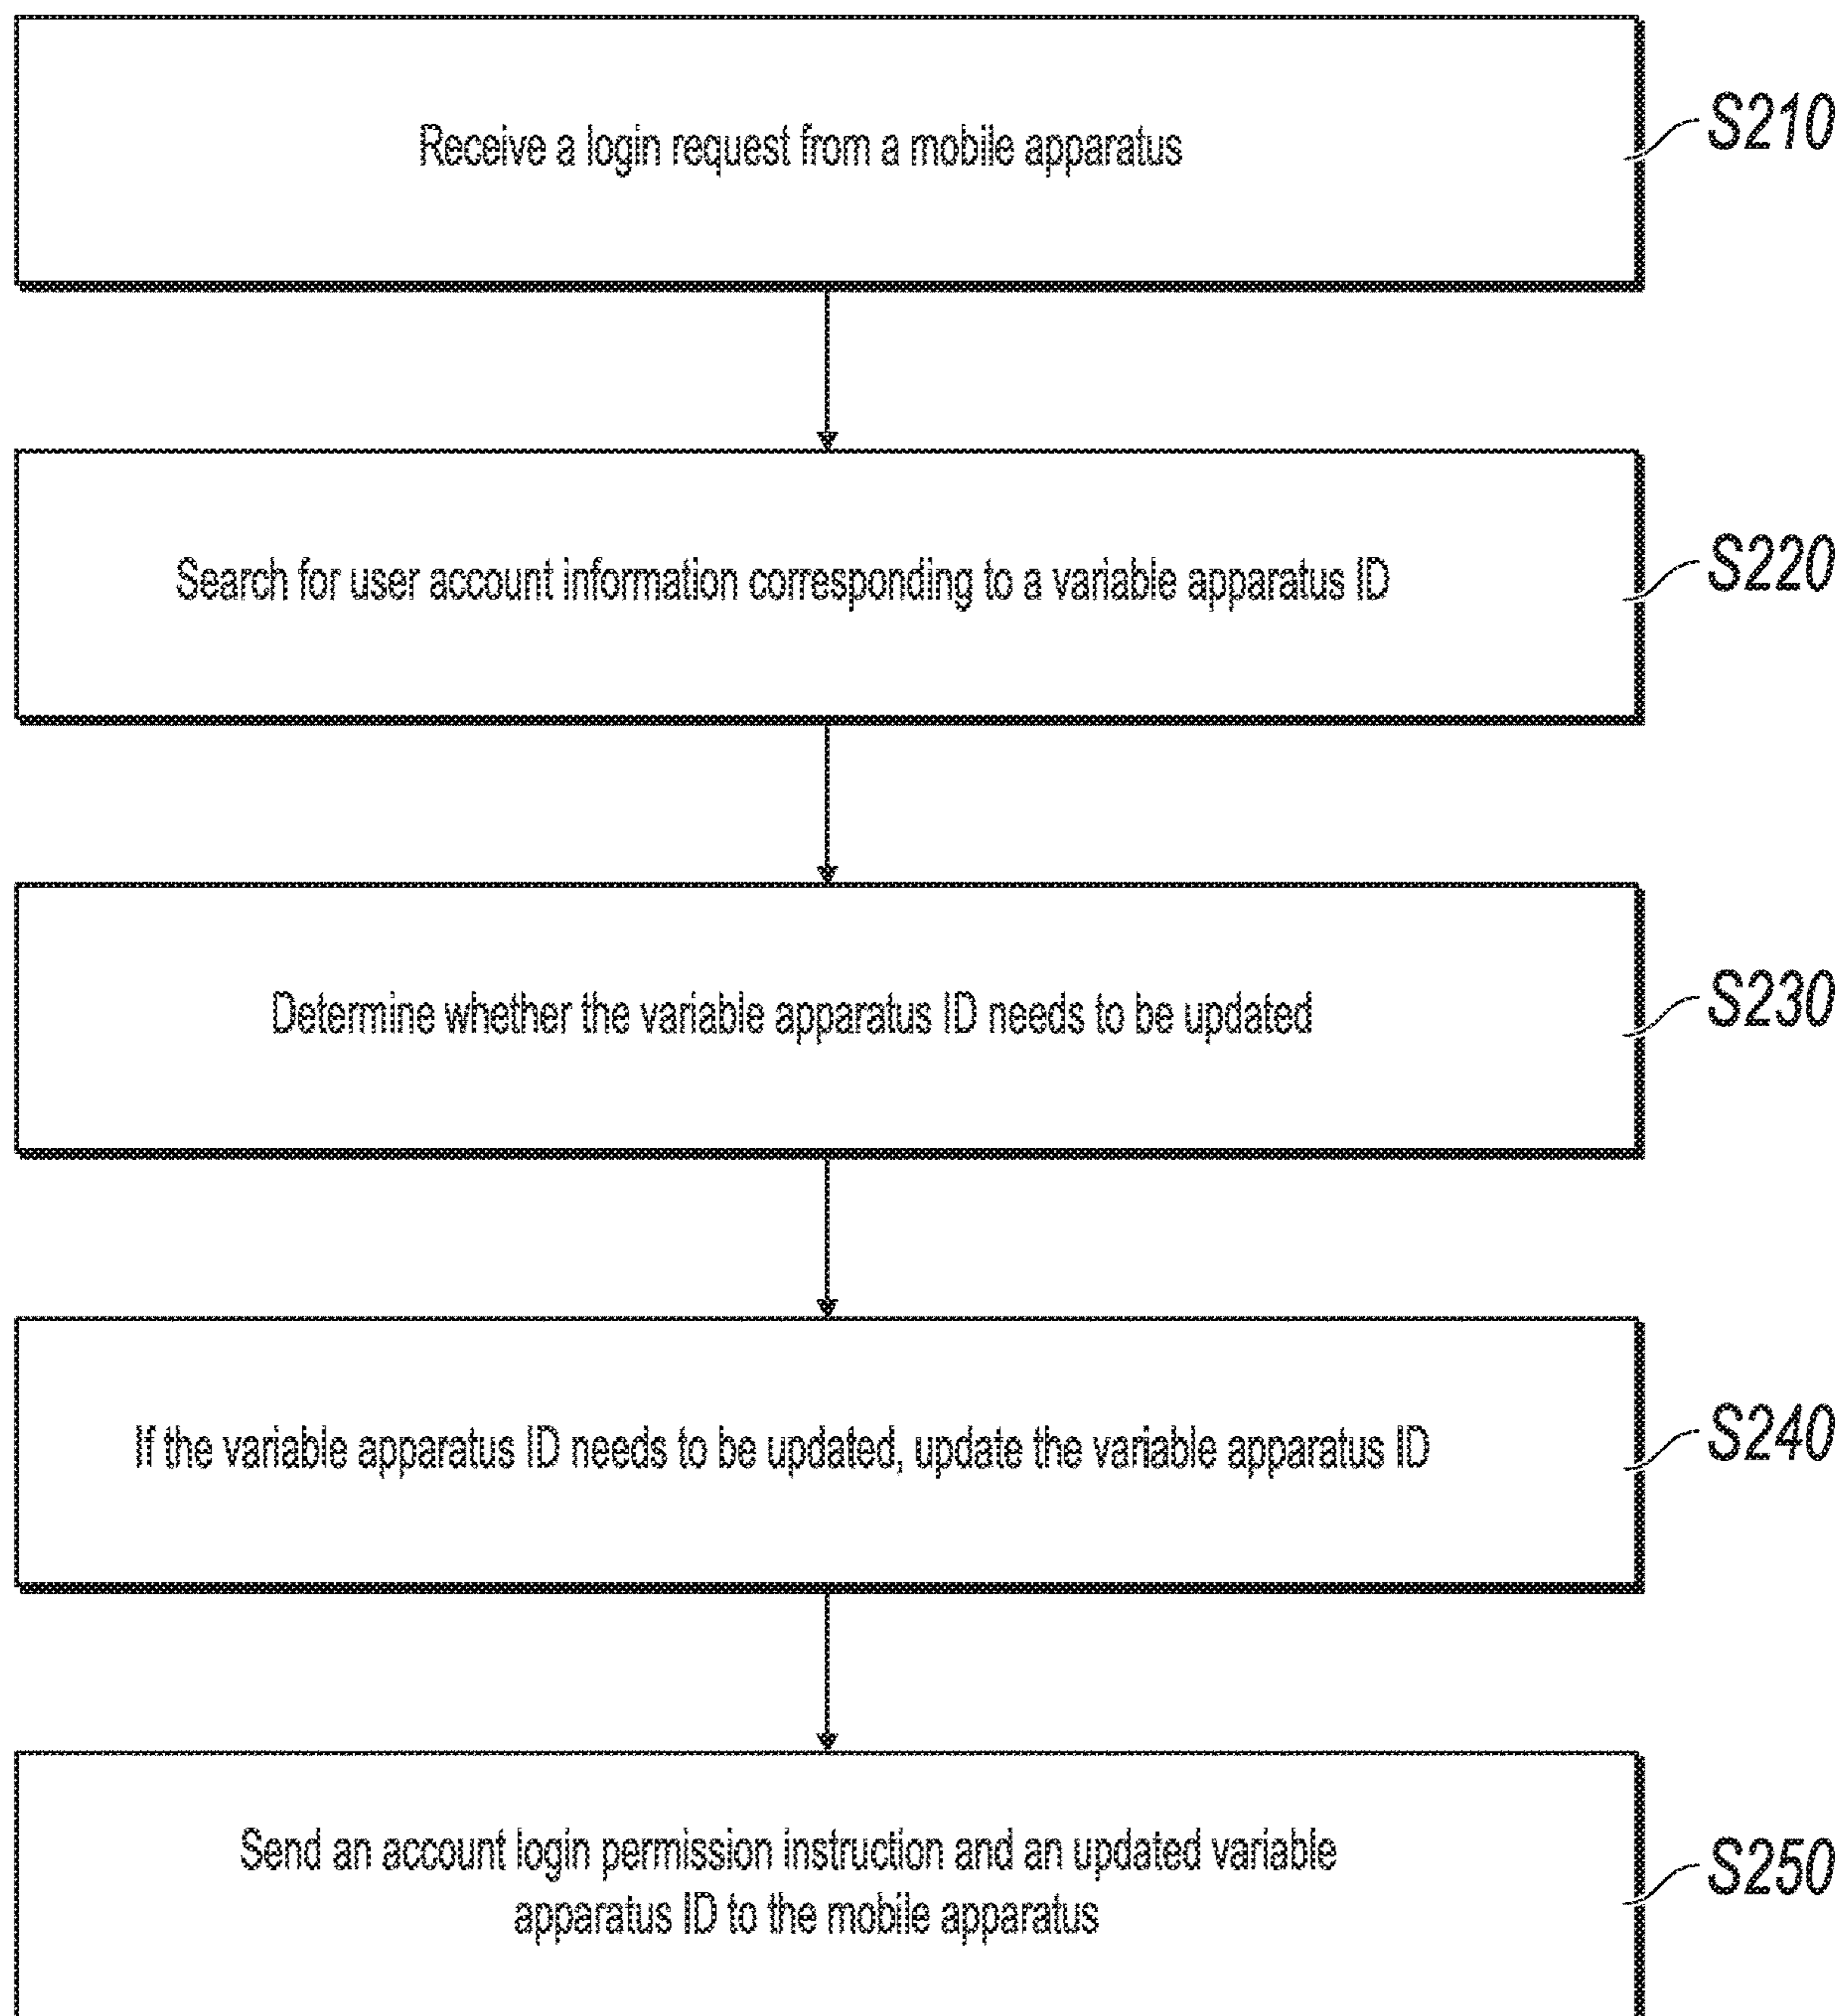 Receive a login request from a mobile apparatus
S210
Search for user account information corresponding to a variable apparatus ID
S220
Determine whether the variable apparatus ID needs to be updated
S230
If the variable apparatus ID needs to be updated, update the variable apparatus ID
S240
Send an account login permission instruction and an updated variable
apparatus ID to the mobile apparatus
S250